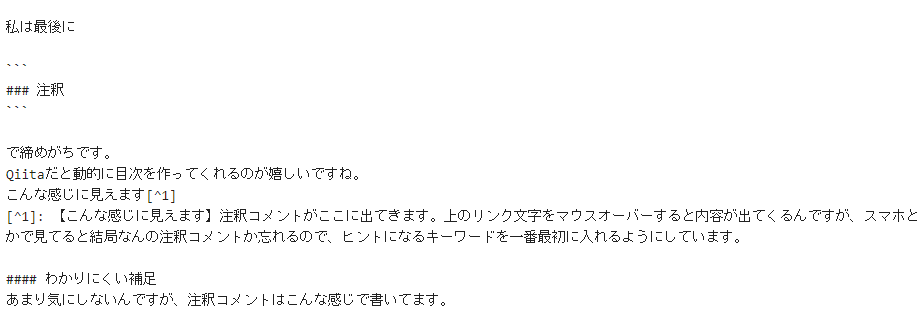 私は最後に
```
### 注釈
```
で締めがちです。
Qiitaだと動的に目次を作ってくれるのが嬉しいですね。
こんな感じに見えます[^1]
[^1]: 【こんな感じに見えます】注釈コメントがここに出てきます。上のリンク文字をマウスオーバーすると内容が出てくるんですが、スマホと
かで見てると結局なんの注釈コメントか忘れるので、ヒントになるキーワードを一番最初に入れるようにしています。
#### わかりにくい補足
あまり気にしないんですが、注釈コメントはこんな感じで書いてます。